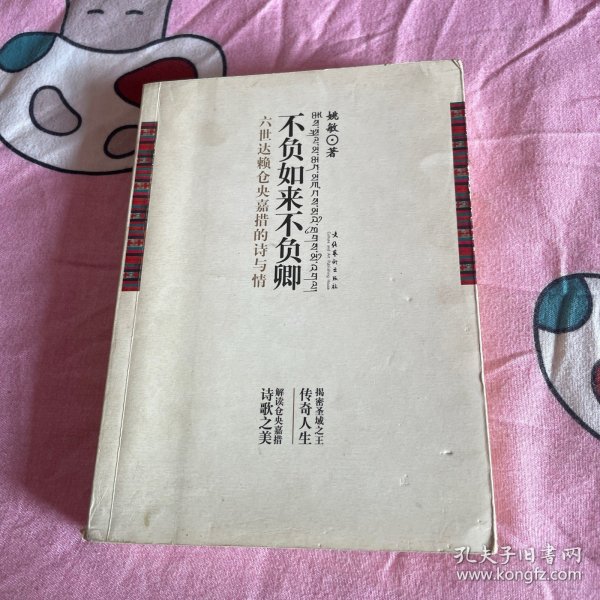 姚敏 著
不负如来不负卿
六世达赖仓央嘉措的诗与情
文化艺术出版社
揭密圣域之王
传奇人生
解读仓央嘉措
诗歌之美
孔夫子旧书网
www.kongfz.com